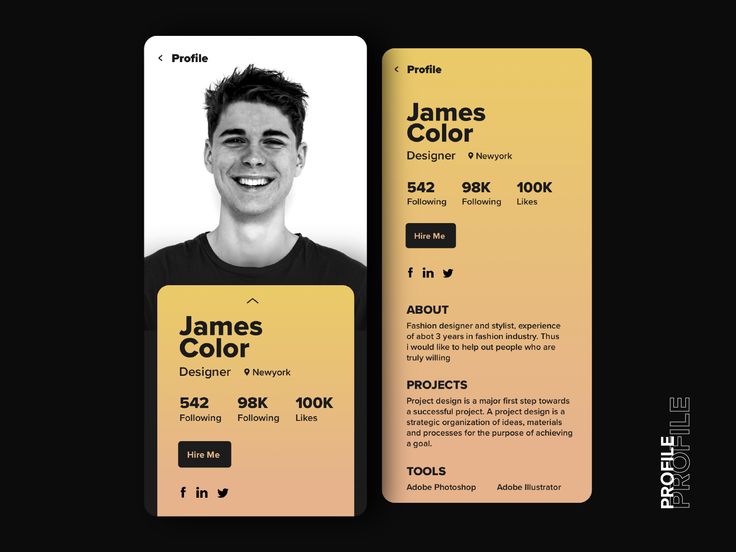 Profile
James
Color
Designer Newyork
542 98K 100K
Following Following Likes
Hire Me
f in
Profile
James
Color
Designer Newyork
542 98K 100K
Following Following Likes
Hire Me
f in
ABOUT
Fashion designer and stylist, experience
of abot 3 years in fashion industry. Thus
i would like to help out people who are
truly willing
PROJECTS
Project design is a major first step towards
a successful project. A project design is a
strategic organization of ideas, materials
and processes for the purpose of achieving
a goal.
TOOLS
Adobe Photoshop Adobe Illustrator
PROFILE
PROFILE